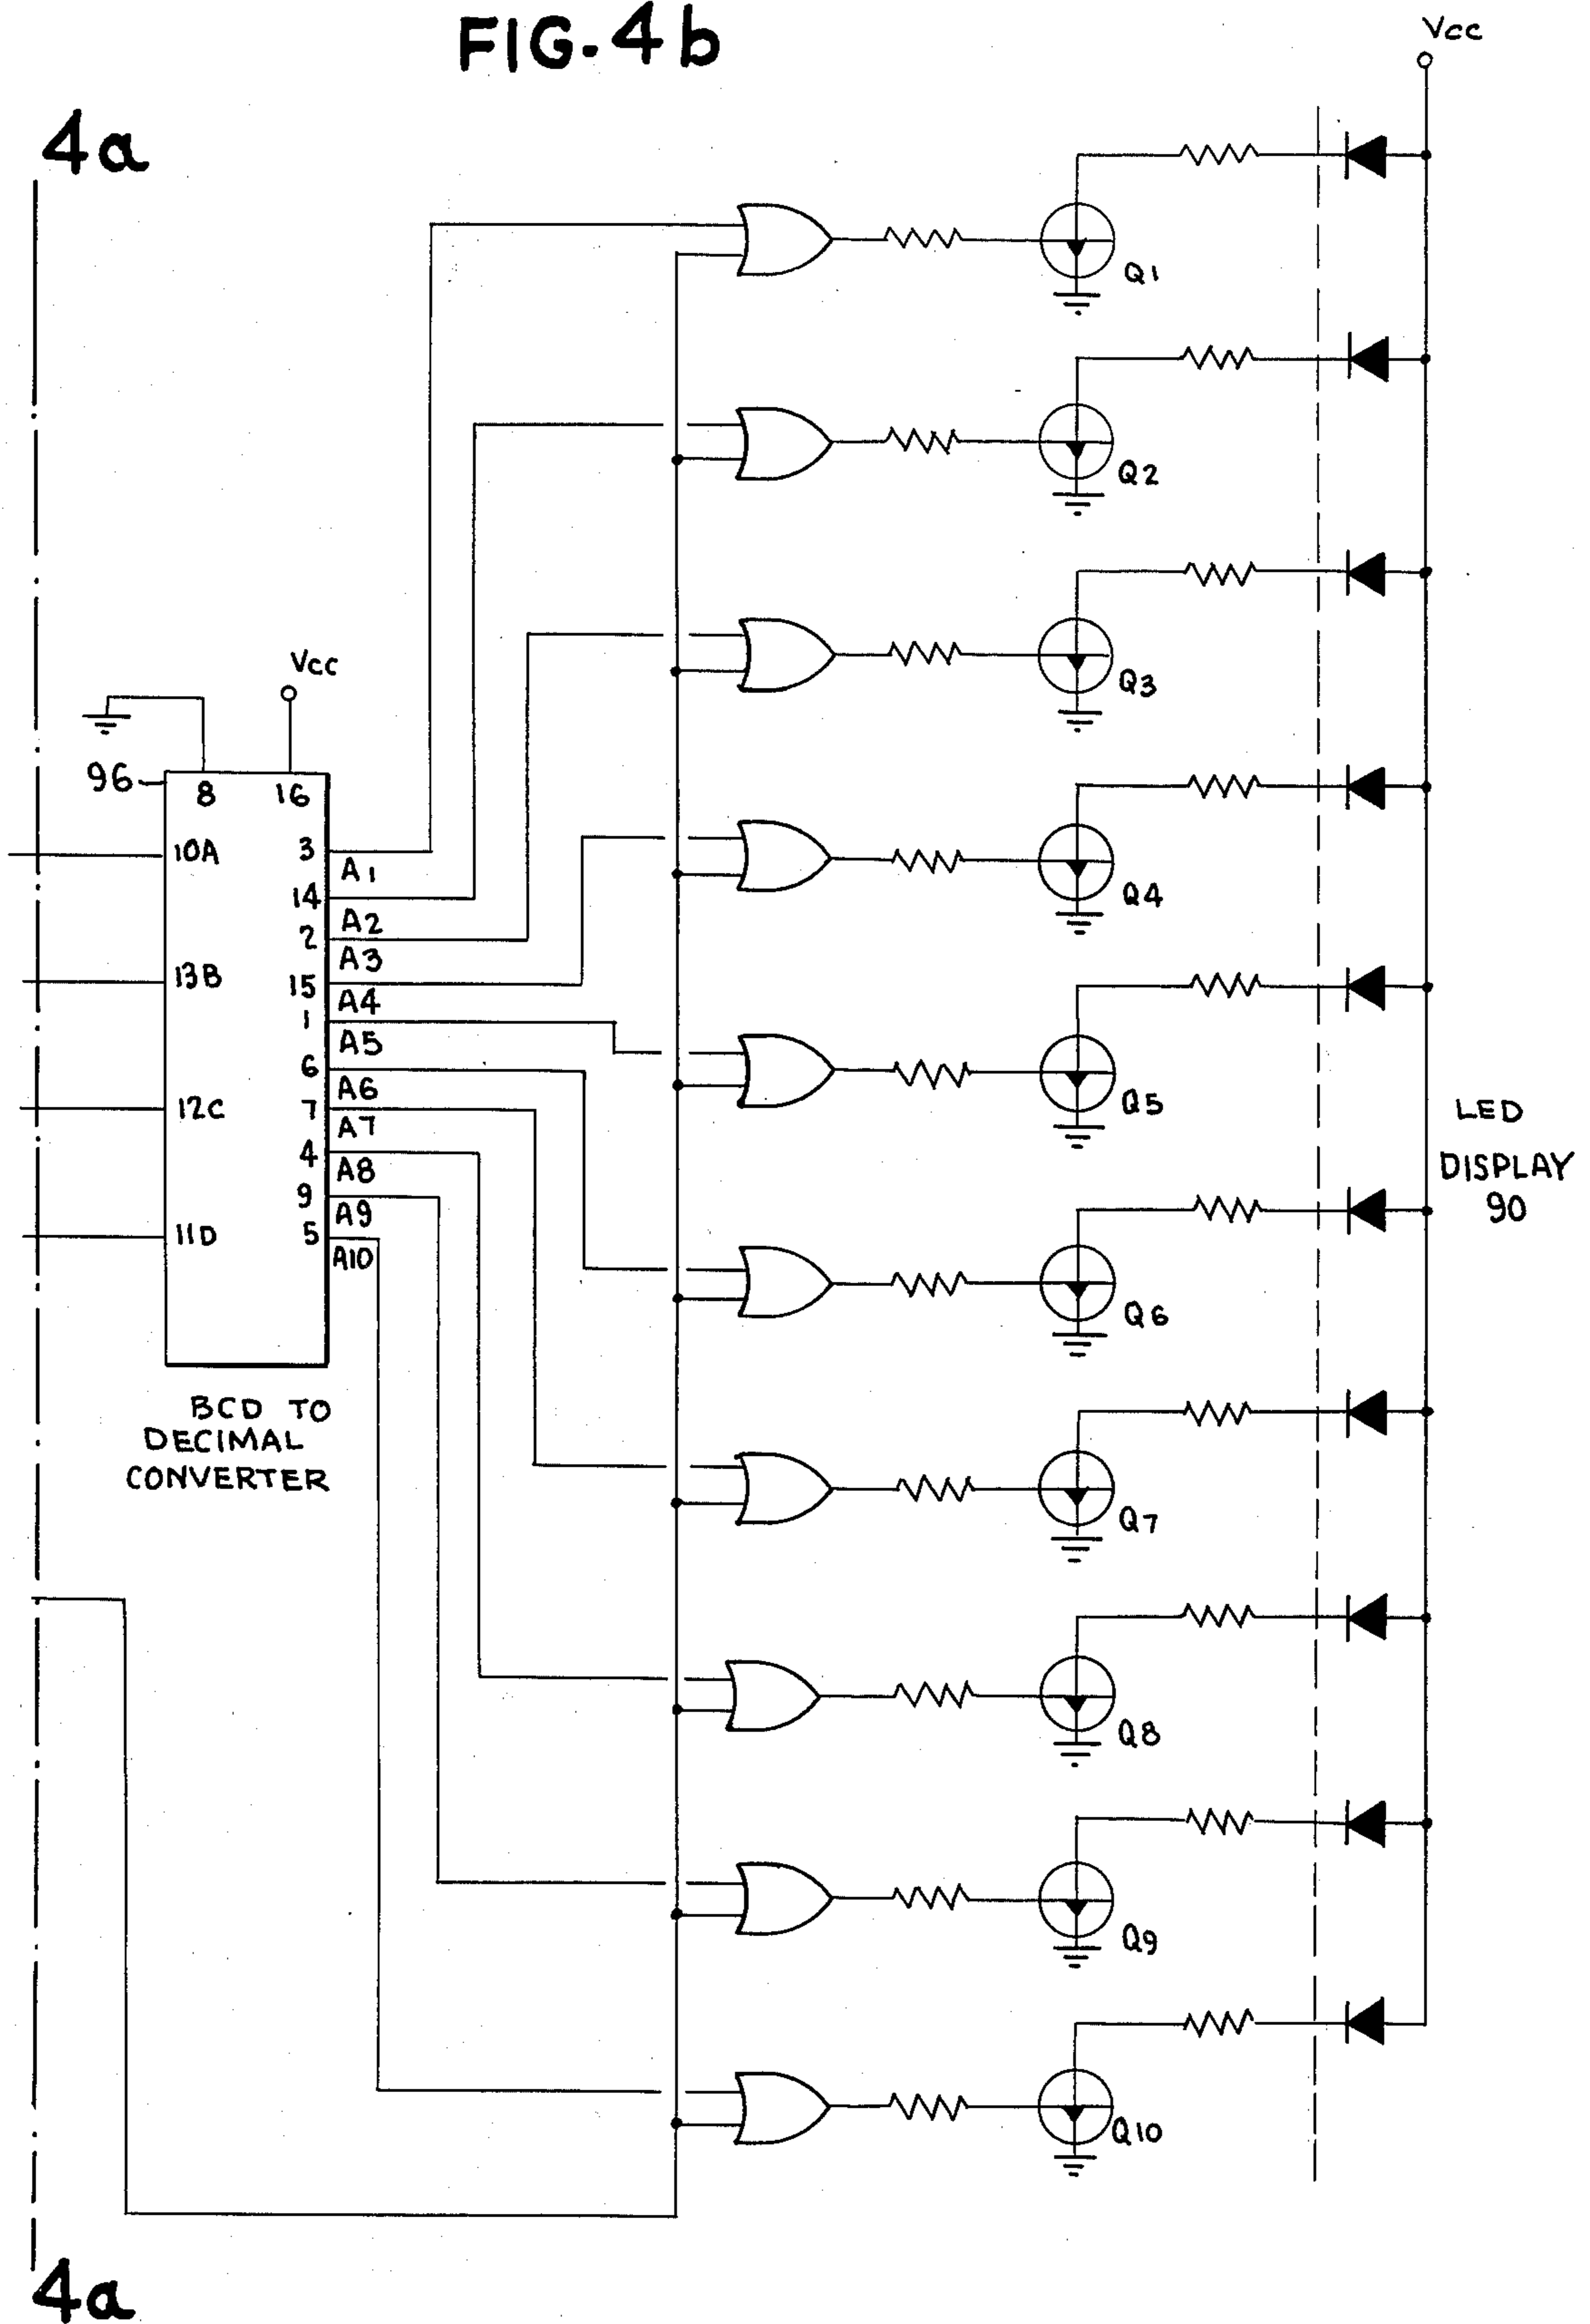 FIG. 4b
Vcc
4a
Q1
Q2
Q3
Vcc
96
8 16
10A 3
A1
14
A2
2
A3
13B 15
A4
1
A5
6
A6
12C 7
A7
4
A8
9
A9
11D 5
A10
Q4
Q5
LED
DISPLAY
90
Q6
BCD TO
DECIMAL
CONVERTER
Q7
Q8
Q9
Q10
4a